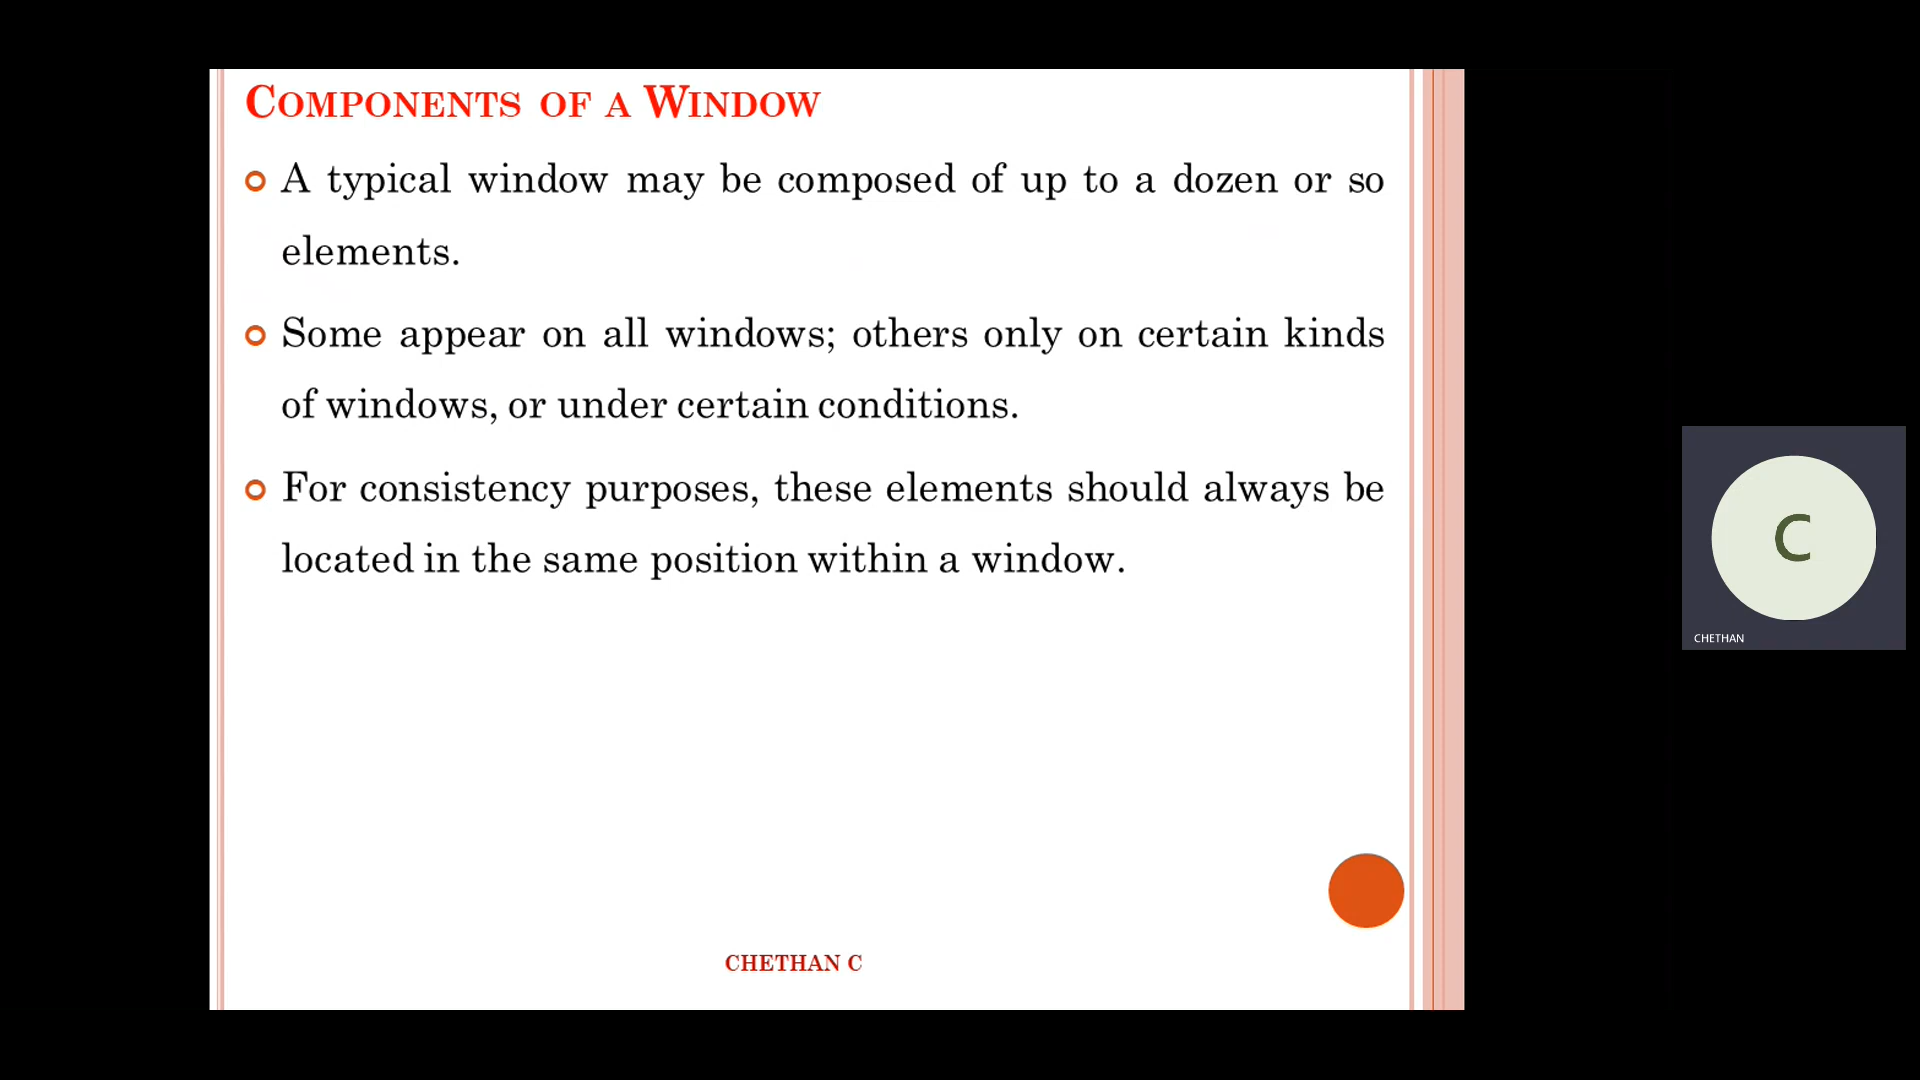 COMPONENTS OF A WINDOW
A typical window may be composed of up to a dozen or so
elements.
Some appear on all windows; others only on certain kinds
of windows, or under certain conditions.
For consistency purposes, these elements should always be
located in the same position within a window.
CHETHAN C
C
CHETHAN